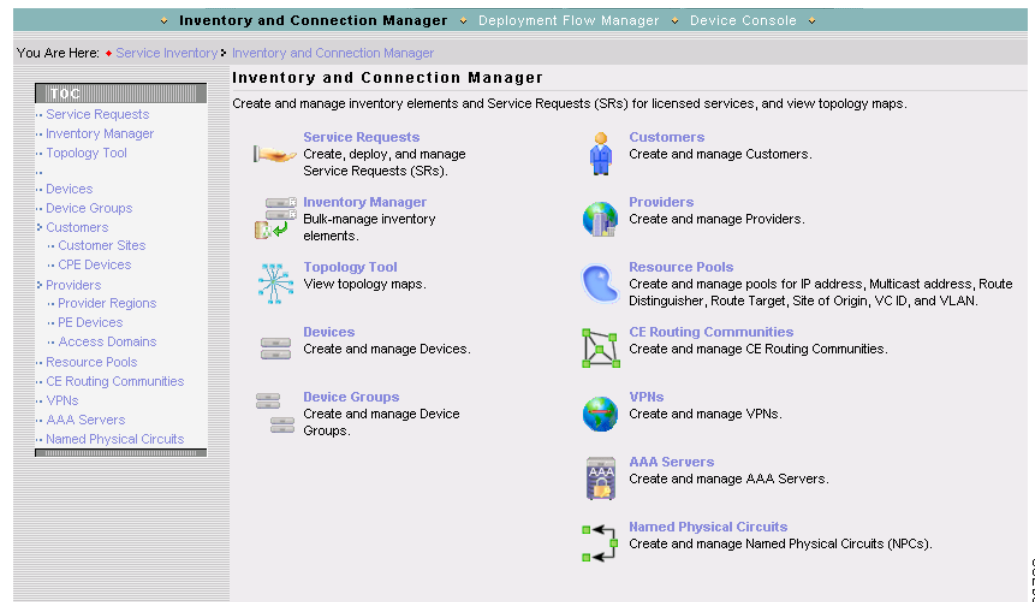 Inventory and Connection Manager Deployment Flow Manager Device Console
You Are Here: Service Inventory Inventory and Connection Manager
TOC
Service Requests
Inventory Manager
Topology Tool
Devices
Device Groups
Customers
Customer Sites
CPE Devices
Providers
Provider Regions
PE Devices
Access Domains
Resource Pools
CE Routing Communities
VPNs
AAA Servers
Named Physical Circuits
Inventory and Connection Manager
Create and manage inventory elements and Service Requests (SRs) for licensed services, and view topology maps.
Service Requests
Create, deploy, and manage
Service Requests (SRs).
Inventory Manager
Bulk-manage inventory
elements.
Topology Tool
View topology maps.
Devices
Create and manage Devices.
Device Groups
Create and manage Device
Groups.
Customers
Create and manage Customers.
Providers
Create and manage Providers.
Resource Pools
Create and manage pools for IP address, Multicast address, Route
Distinguisher, Route Target, Site of Origin, VC ID, and VLAN.
CE Routing Communities
Create and manage CE Routing Communities.
VPNs
Create and manage VPNs.
AAA
AAA Servers
Create and manage AAA Servers.
Named Physical Circuits
Create and manage Named Physical Circuits (NPCs).